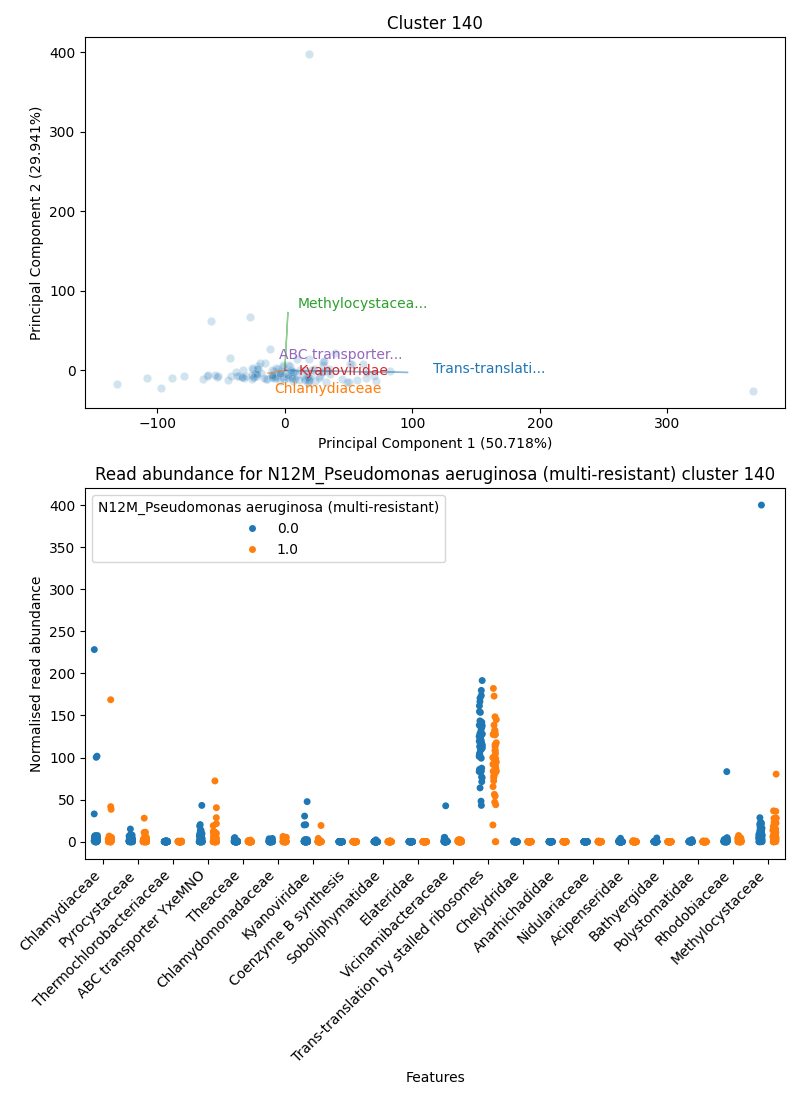 Cluster 140
Principal Component 2 (29.941%)
400
300
200
100
0
Methylocystacea...
ABC transporter...
Kyanoviridae
Trans-translati...
Chlamydiaceae
−100
0
100
200
300
Principal Component 1 (50.718%)
Read abundance for N12M_Pseudomonas aeruginosa (multi-resistant) cluster 140
Normalised read abundance
400
350
300
250
200
150
100
50
0
N12M_Pseudomonas aeruginosa (multi-resistant)
0.0
1.0
Chlamydiaceae
Pyrocystaceae
Thermochlorobacteriaceae
ABC transporter YxeMNO
Theaceae
Chlamydomonadaceae
Kyanoviridae
Coenzyme B synthesis
Soboliphymatidae
Elateridae
Vicinamibacteraceae
Trans-translation by stalled ribosomes
Chelydridae
Anarhichadidae
Nidulariaceae
Acipenseridae
Bathyergidae
Polystomatidae
Rhodobiaceae
Methylocystaceae
Features